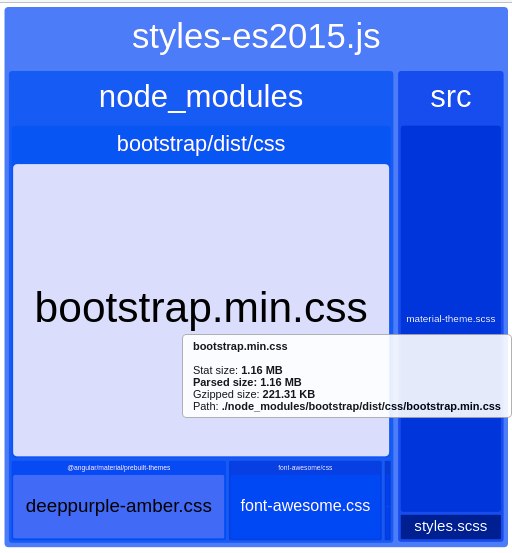 styles-es2015.js
node_modules
src
bootstrap/dist/css
bootstrap.min.css
material-theme.scss
bootstrap.min.css
Stat size: 1.16 MB
Parsed size: 1.16 MB
Gzipped size: 221.31 KB
Path: ./node_modules/bootstrap/dist/css/bootstrap.min.css
@angular/material/prebuilt-themes
font-awesome/css
deeppurple-amber.css
font-awesome.css
styles.scss